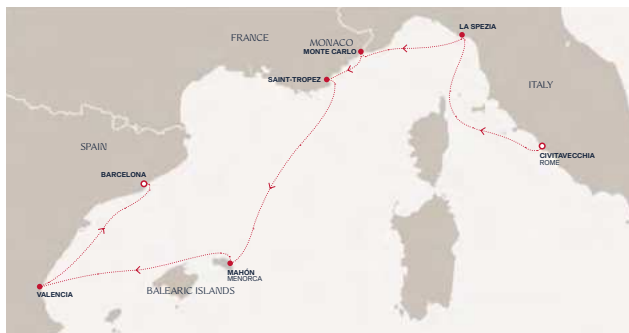 LA SPEZIA
FRANCE
MONACO
MONTE CARLO
SAINT-TROPEZ
ITALY
SPAIN
CIVITAVECCHIA
ROME
BARCELONA
MAHÓN
MENORCA
BALEARIC ISLANDS
VALENCIA